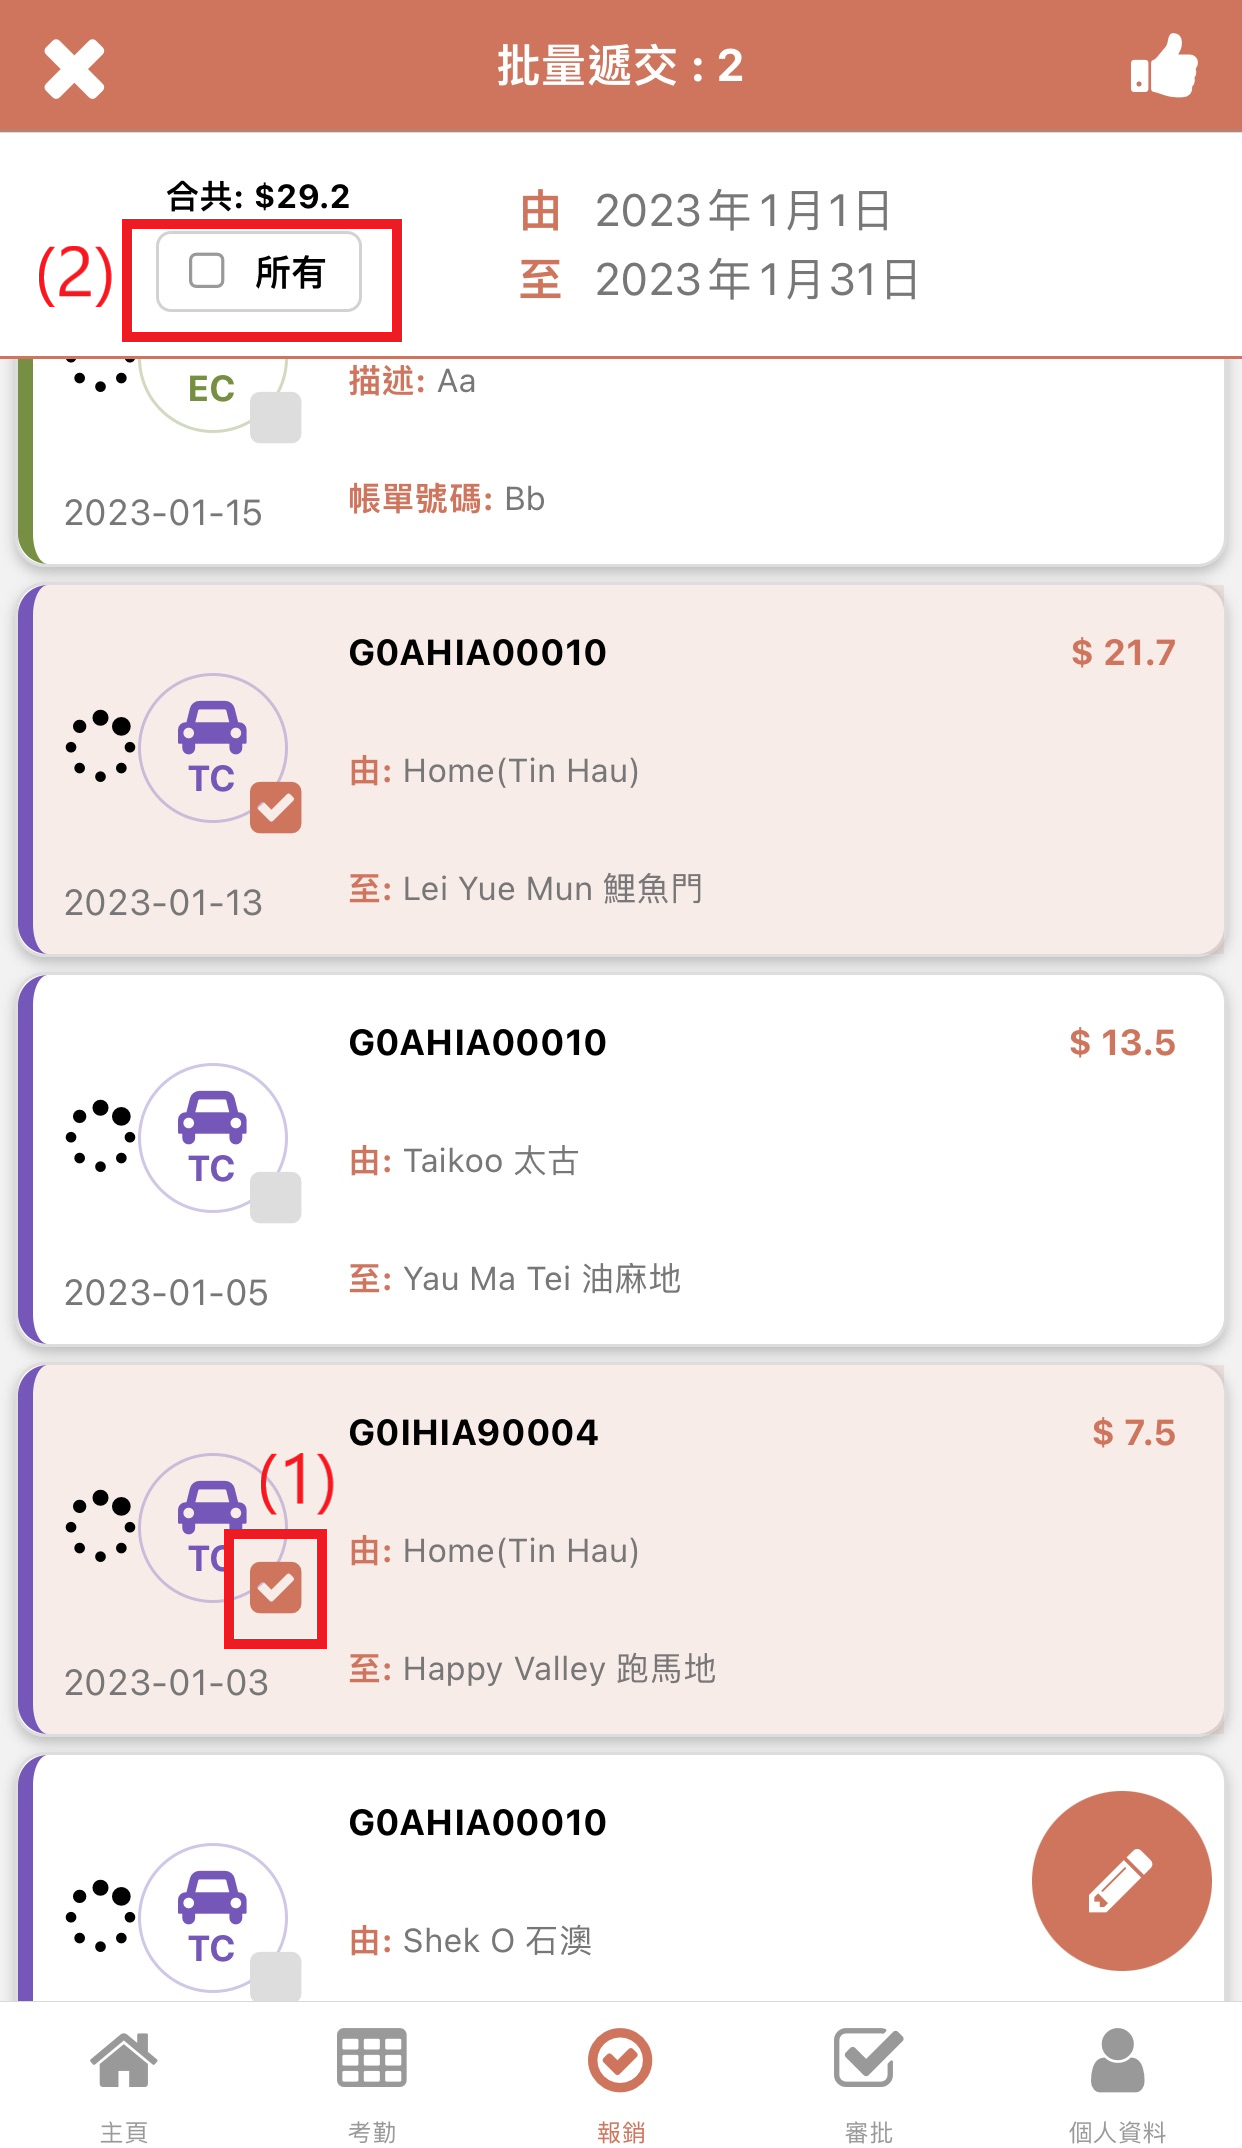 批量遞交 : 2
合共: $29.2
(2)
所有
由 2023年1月1日
至 2023年1月31日
EC
描述: Aa
2023-01-15
帳單號碼: Bb
G0AHIA00010
$ 21.7
TC
由: Home(Tin Hau)
2023-01-13
至: Lei Yue Mun 鯉魚門
G0AHIA00010
$ 13.5
TC
由: Taikoo 太古
2023-01-05
至: Yau Ma Tei 油麻地
G0IHIA90004
$ 7.5
(1)
TC
由: Home(Tin Hau)
2023-01-03
至: Happy Valley 跑馬地
G0AHIA00010
TC
由: Shek O 石澳
主頁
考勤
報銷
審批
個人資料